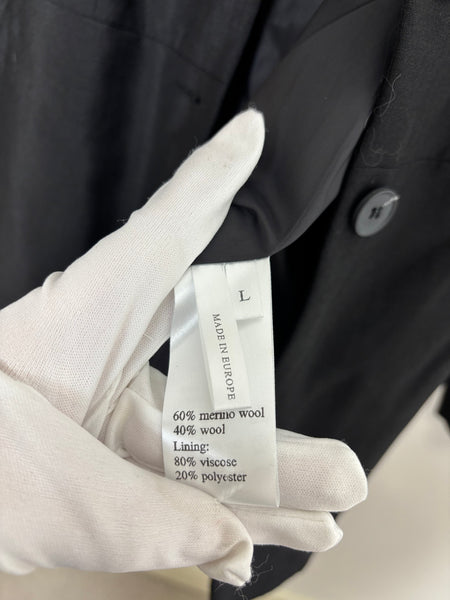 L
MADE IN EUROPE
60% merino wool
40% wool
Lining:
80% viscose
20% polyester